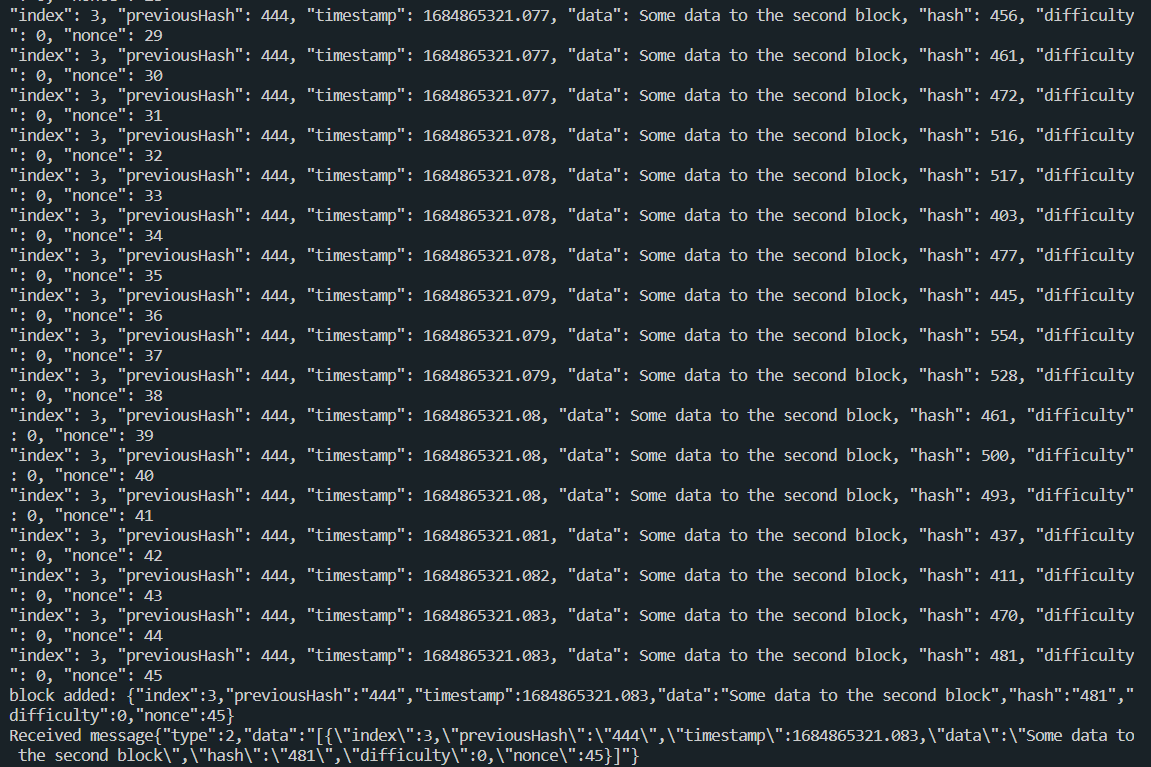 "index": 3, "previousHash": 444, "timestamp": 1684865321.077, "data": Some data to the second block, "hash": 456, "difficulty
": 0, "nonce": 29
"index": 3, "previousHash": 444, "timestamp": 1684865321.077, "data": Some data to the second block, "hash": 461, "difficulty
": 0, "nonce": 30
"index": 3, "previousHash": 444, "timestamp": 1684865321.077, "data": Some data to the second block, "hash": 472, "difficulty
": 0, "nonce": 31
"index": 3, "previousHash": 444, "timestamp": 1684865321.078, "data": Some data to the second block, "hash": 516, "difficulty
": 0, "nonce": 32
"index": 3, "previousHash": 444, "timestamp": 1684865321.078, "data": Some data to the second block, "hash": 517, "difficulty
": 0, "nonce": 33
"index": 3, "previousHash": 444, "timestamp": 1684865321.078, "data": Some data to the second block, "hash": 403, "difficulty
": 0, "nonce": 34
"index": 3, "previousHash": 444, "timestamp": 1684865321.078, "data": Some data to the second block, "hash": 477, "difficulty
": 0, "nonce": 35
"index": 3, "previousHash": 444, "timestamp": 1684865321.079, "data": Some data to the second block, "hash": 445, "difficulty
": 0, "nonce": 36
"index": 3, "previousHash": 444, "timestamp": 1684865321.079, "data": Some data to the second block, "hash": 554, "difficulty
": 0, "nonce": 37
"index": 3, "previousHash": 444, "timestamp": 1684865321.079, "data": Some data to the second block, "hash": 528, "difficulty
": 0, "nonce": 38
"index": 3, "previousHash": 444, "timestamp": 1684865321.08, "data": Some data to the second block, "hash": 461, "difficulty"
: 0, "nonce": 39
"index": 3, "previousHash": 444, "timestamp": 1684865321.08, "data": Some data to the second block, "hash": 500, "difficulty"
: 0, "nonce": 40
"index": 3, "previousHash": 444, "timestamp": 1684865321.08, "data": Some data to the second block, "hash": 493, "difficulty"
: 0, "nonce": 41
"index": 3, "previousHash": 444, "timestamp": 1684865321.081, "data": Some data to the second block, "hash": 437, "difficulty
": 0, "nonce": 42
"index": 3, "previousHash": 444, "timestamp": 1684865321.082, "data": Some data to the second block, "hash": 411, "difficulty
": 0, "nonce": 43
"index": 3, "previousHash": 444, "timestamp": 1684865321.083, "data": Some data to the second block, "hash": 470, "difficulty
": 0, "nonce": 44
"index": 3, "previousHash": 444, "timestamp": 1684865321.083, "data": Some data to the second block, "hash": 481, "difficulty
": 0, "nonce": 45
block added: {"index":3,"previousHash":"444","timestamp":1684865321.083,"data":"Some data to the second block","hash":"481","
difficulty":0,"nonce":45}
Received message{"type":2,"data":"[{\"index\":3,\"previousHash\":\"444\",\"timestamp\":1684865321.083,\"data\":\"Some data to
 the second block\",\"hash\":\"481\",\"difficulty\":0,\"nonce\":45}]"}